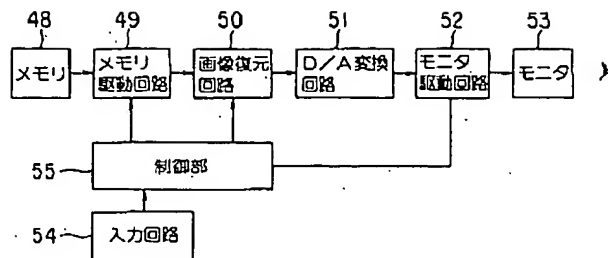 48
49
50
51
52
53
メモリ
メモリ
駆動回路
画像復元
回路
D/A変換
回路
モニタ
駆動回路
モニタ
55
制御部
54
入力回路